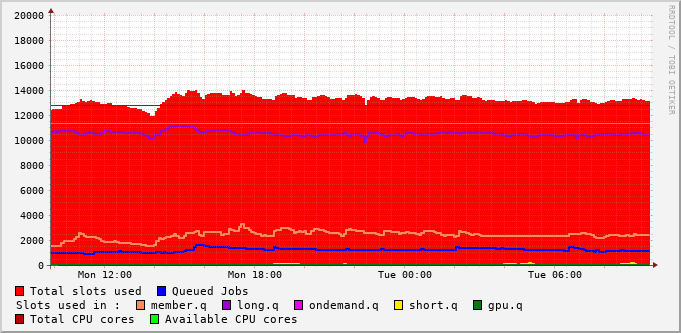 20000
18000
16000
14000
12000
10000
8000
6000
4000
2000
0
Mon 12:00 Mon 18:00 Tue 00:00 Tue 06:00
RRDTOOL / TOBI OETIKER
Total slots used Queued Jobs
Slots used in : member.q long.q ondemand.q short.q gpu.q
Total CPU cores Available CPU cores